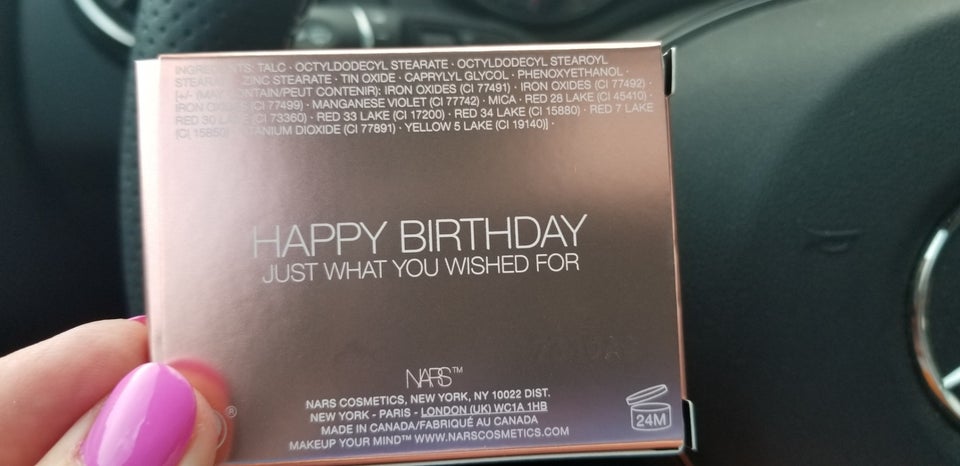 INGREDIENTS: TALC · OCTYLDODECYL STEARATE · OCTYLDODECYL STEAROYL
STEARATE · ZINC STEARATE · TIN OXIDE · CAPRYLYL GLYCOL · PHENOXYETHANOL ·
[+/- (MAY CONTAIN/PEUT CONTENIR): IRON OXIDES (CI 77491) · IRON OXIDES (CI 77492)
IRON OXIDES (CI 77499) · MANGANESE VIOLET (CI 77742) · MICA · RED 28 LAKE (CI 45410) ·
RED 30 LAKE (CI 73360) · RED 33 LAKE (CI 17200) · RED 34 LAKE (CI 15880) · RED 7 LAKE
(CI 15850) · TITANIUM DIOXIDE (CI 77891) · YELLOW 5 LAKE (CI 19140)] ·
HAPPY BIRTHDAY
JUST WHAT YOU WISHED FOR
NARS™
NARS COSMETICS, NEW YORK, NY 10022 DIST.
NEW YORK - PARIS - LONDON (UK) WC1A 1HB
MADE IN CANADA/FABRIQUÉ AU CANADA
MAKEUP YOUR MIND™ WWW.NARSCOSMETICS.COM
24M
®